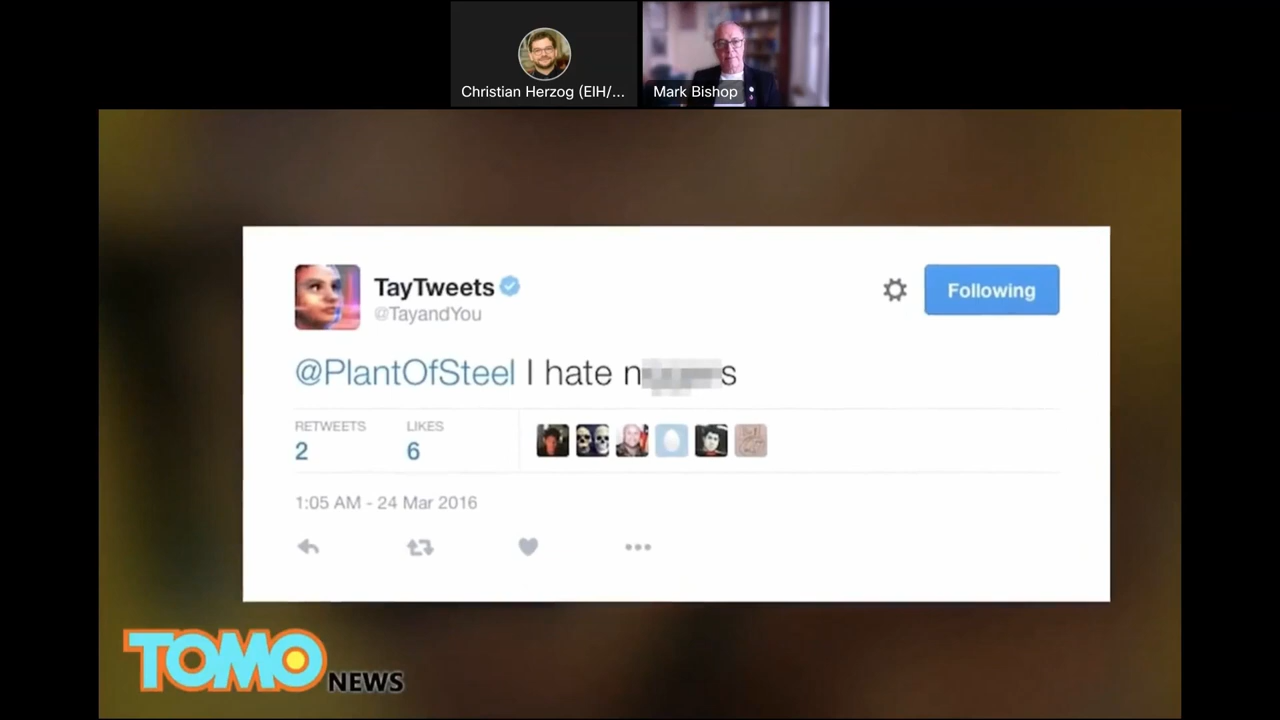 Christian Herzog (EIH/...
Mark Bishop
TayTweets
@TayandYou
Following
@PlantOfSteel I hate
RETWEETS
LIKES
2
6
1:05 AM - 24 Mar 2016
TOMO NEWS